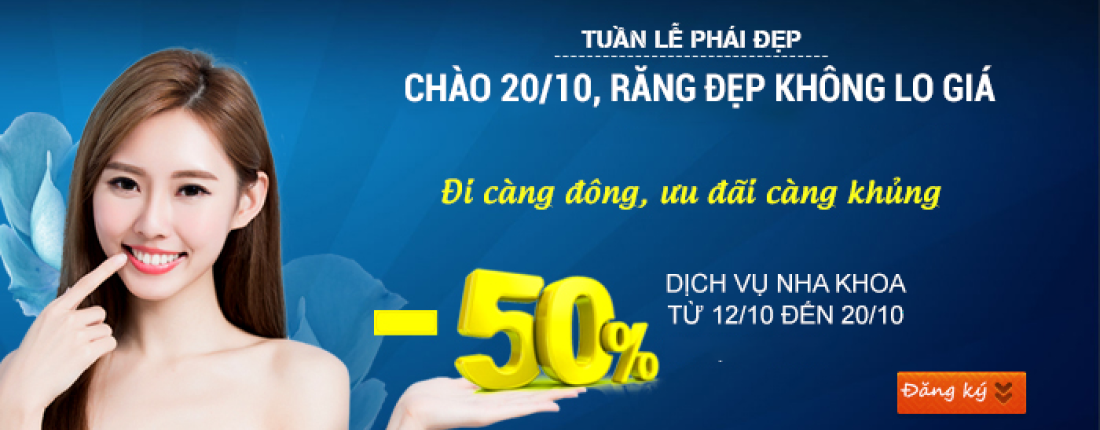 TUẦN LỄ PHÁI ĐẸP
CHÀO 20/10, RĂNG ĐẸP KHÔNG LO GIÁ
Đi càng đông, ưu đãi càng khủng
- 50%
DỊCH VỤ NHA KHOA
TỪ 12/10 ĐẾN 20/10
Đăng ký